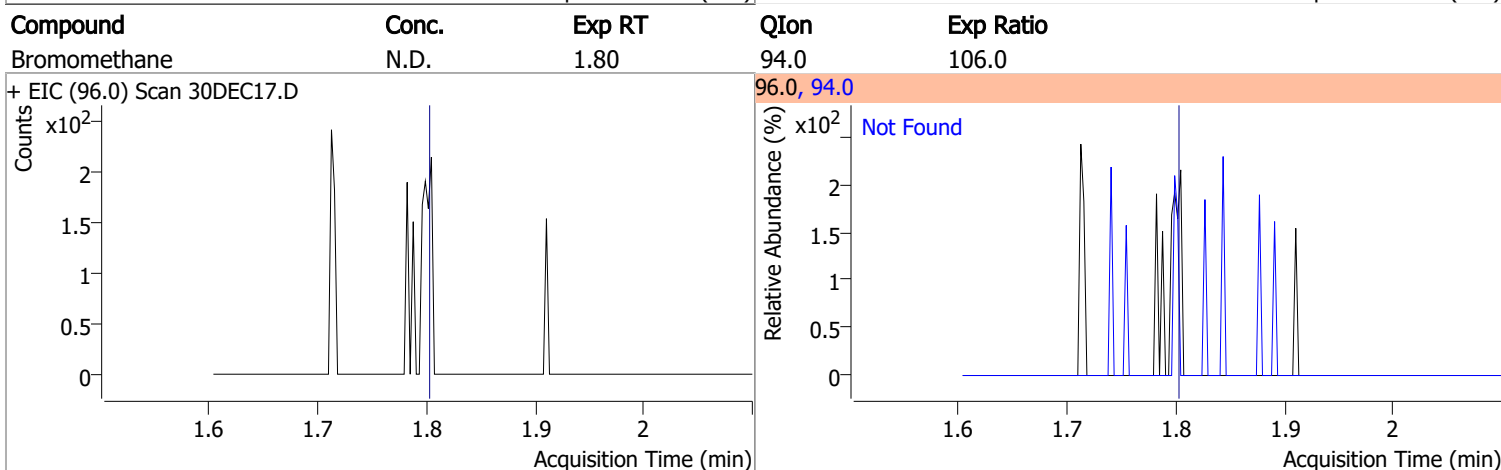 Compound Conc. Exp RT QIon Exp Ratio
Bromomethane N.D. 1.80 94.0 106.0
+ EIC (96.0) Scan 30DEC17.D
Counts
x102
2
1.5
1
0.5
0
1.6 1.7 1.8 1.9 2
Acquisition Time (min)
96.0, 94.0
Relative Abundance (%)
x102
Not Found
2
1.5
1
0.5
0
1.6 1.7 1.8 1.9 2
Acquisition Time (min)